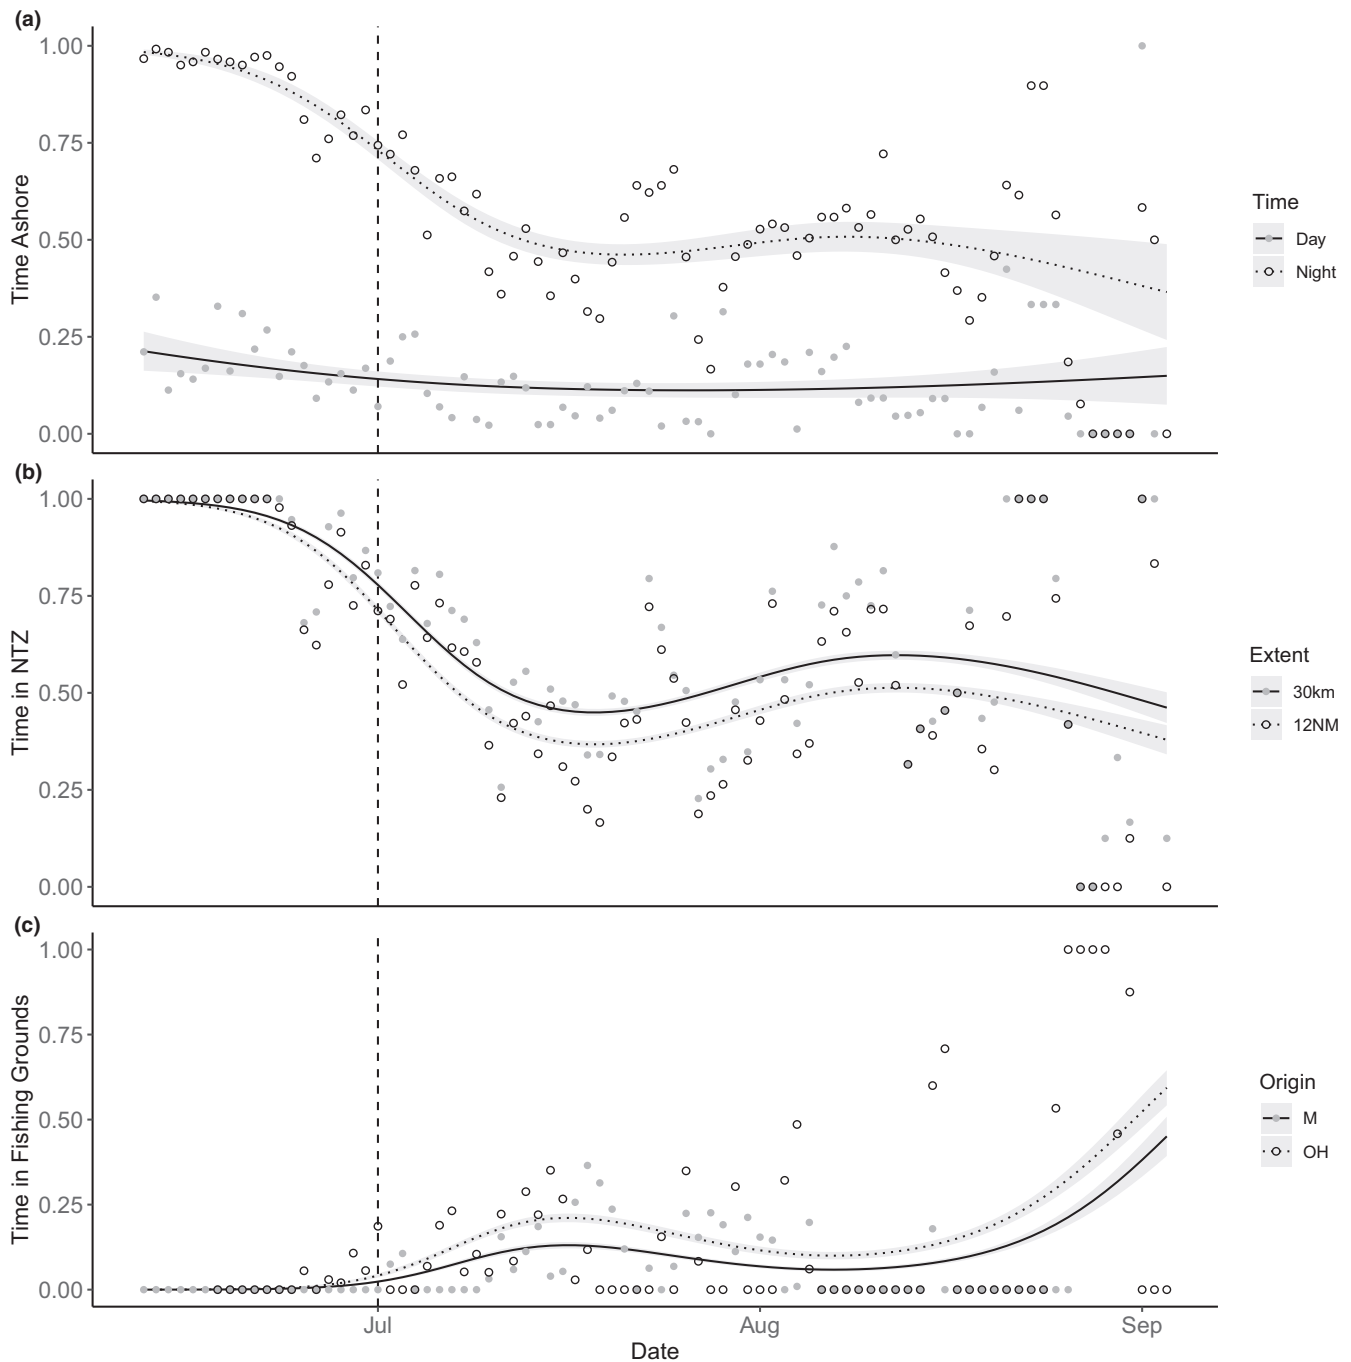 (a)
1.00
0.75
0.50
0.25
0.00
Time Ashore
Time
Day
Night
(b)
1.00
0.75
0.50
0.25
0.00
Time in NTZ
Extent
30km
12NM
(c)
1.00
0.75
0.50
0.25
0.00
Time in Fishing Grounds
Origin
M
OH
Jul
Aug
Sep
Date